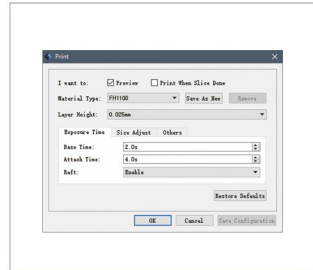 Print
I want to: Preview Print When Slice Done
Material Type: FH1100 Save As New Remove
Layer Height: 0.025mm
Exposure Time Size Adjust Others
Base Time: 2.0s
Attach Time: 4.0s
Raft: Enable
Restore Defaults
OK Cancel Save Configuration